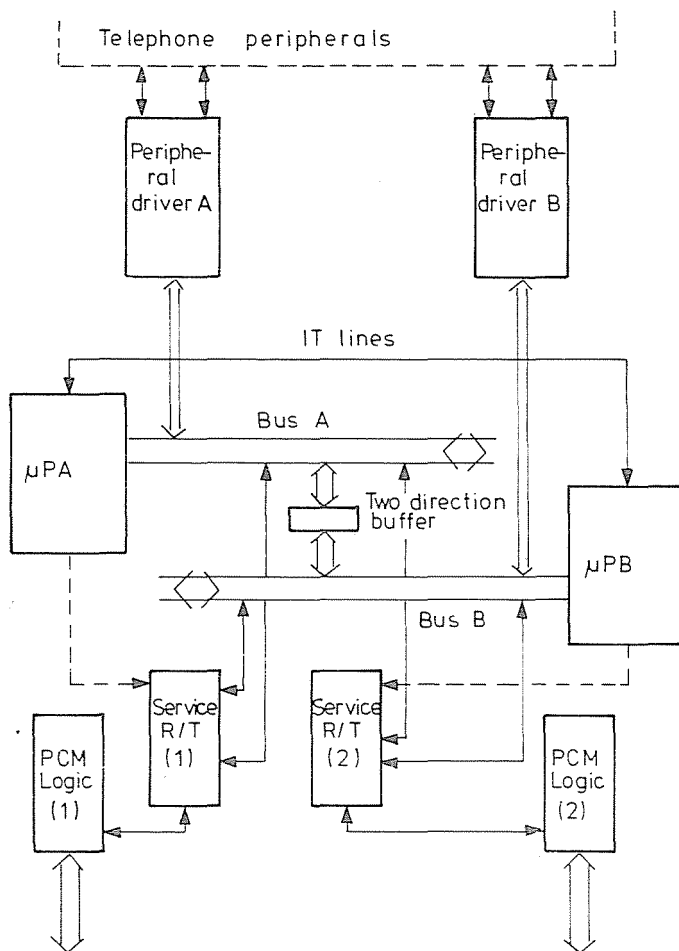 Telephone peripherals
Periphe-
ral
driver A
Periphe-
ral
driver B
IT lines
Bus A
μPA
Two direction
buffer
μPB
Bus B
Service
R/T
(1)
Service
R/T
(2)
PCM
Logic
(1)
PCM
Logic
(2)